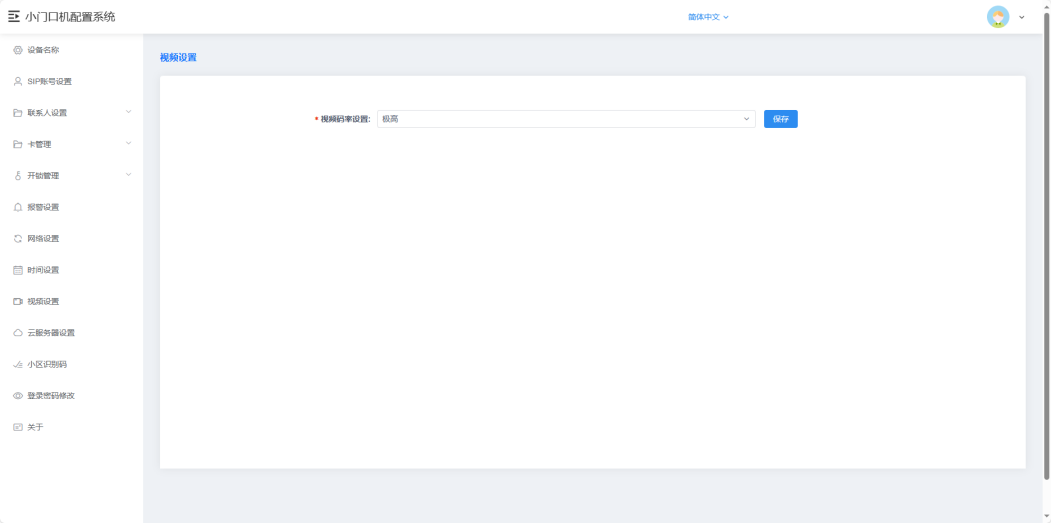 小门口机配置系统
简体中文
设备名称
SIP账号设置
联系人设置
卡管理
开锁管理
报警设置
网络设置
时间设置
视频设置
云服务器设置
小区识别码
登录密码修改
关于
视频设置
* 视频码率设置: 极高 保存